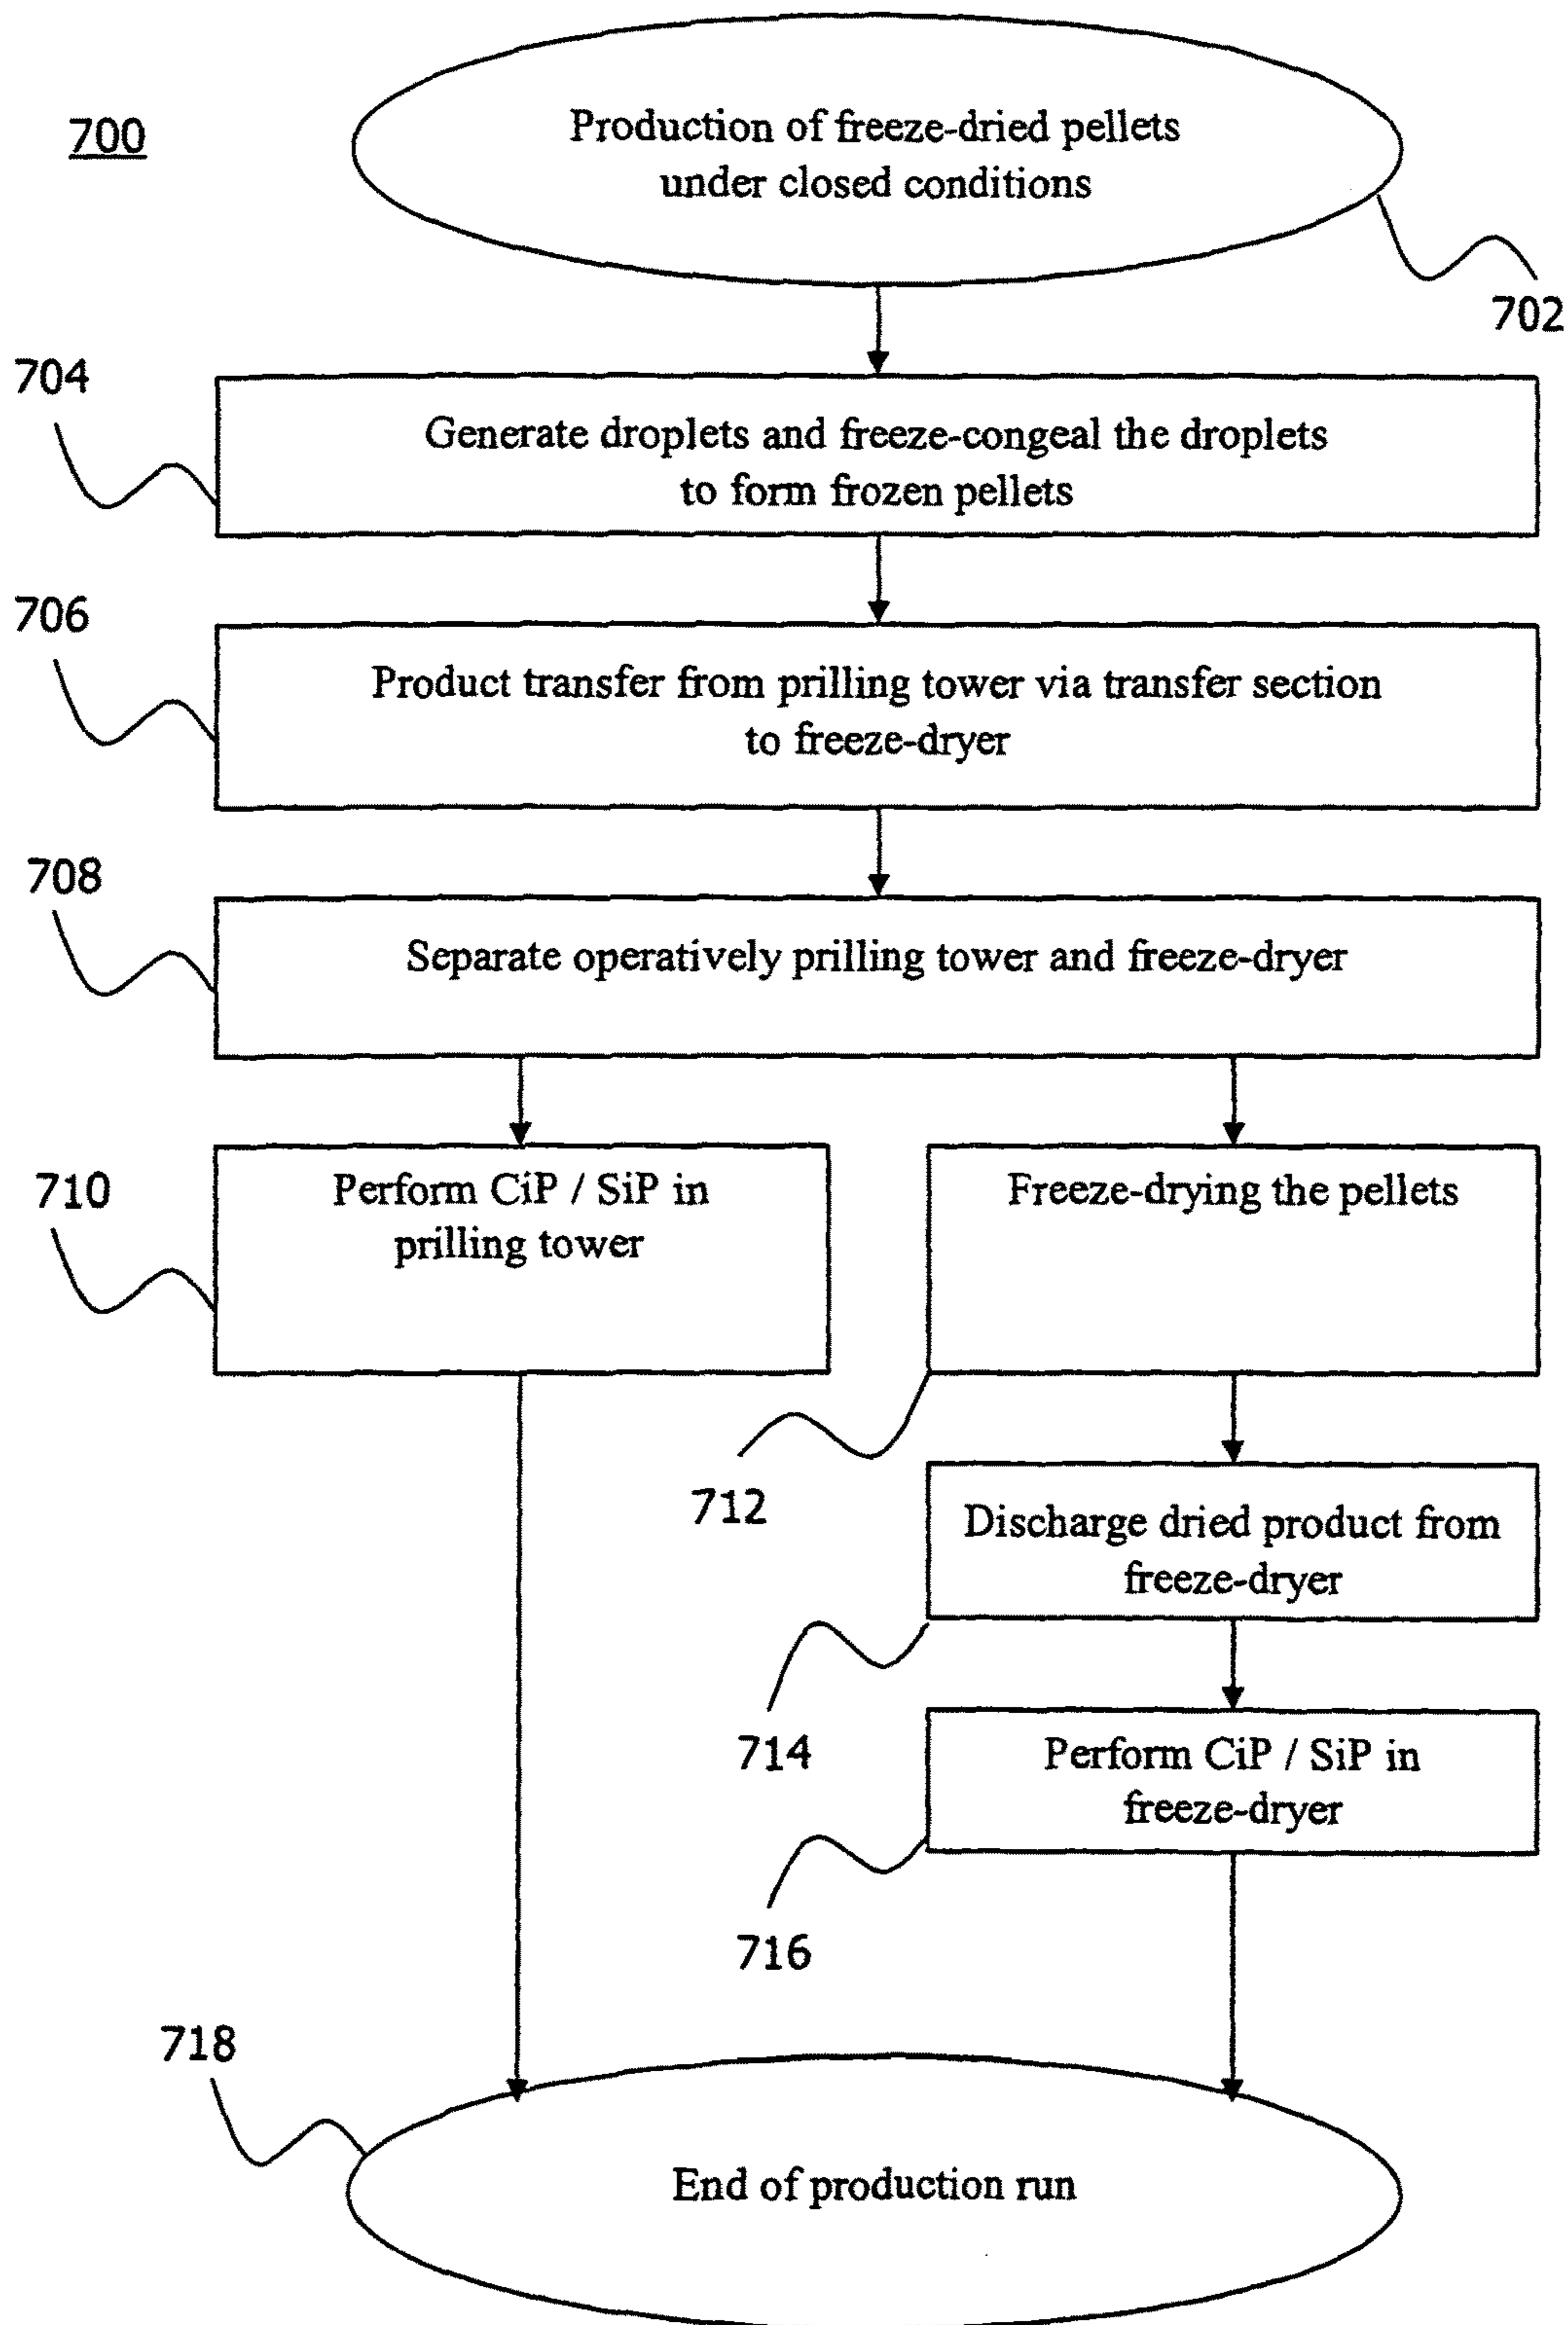 700
Production of freeze-dried pellets
under closed conditions
702
704
Generate droplets and freeze-congeal the droplets
to form frozen pellets
706
Product transfer from prilling tower via transfer section
to freeze-dryer
708
Separate operatively prilling tower and freeze-dryer
710
Perform CiP / SiP in
prilling tower
Freeze-drying the pellets
712
Discharge dried product from
freeze-dryer
714
Perform CiP / SiP in
freeze-dryer
716
718
End of production run